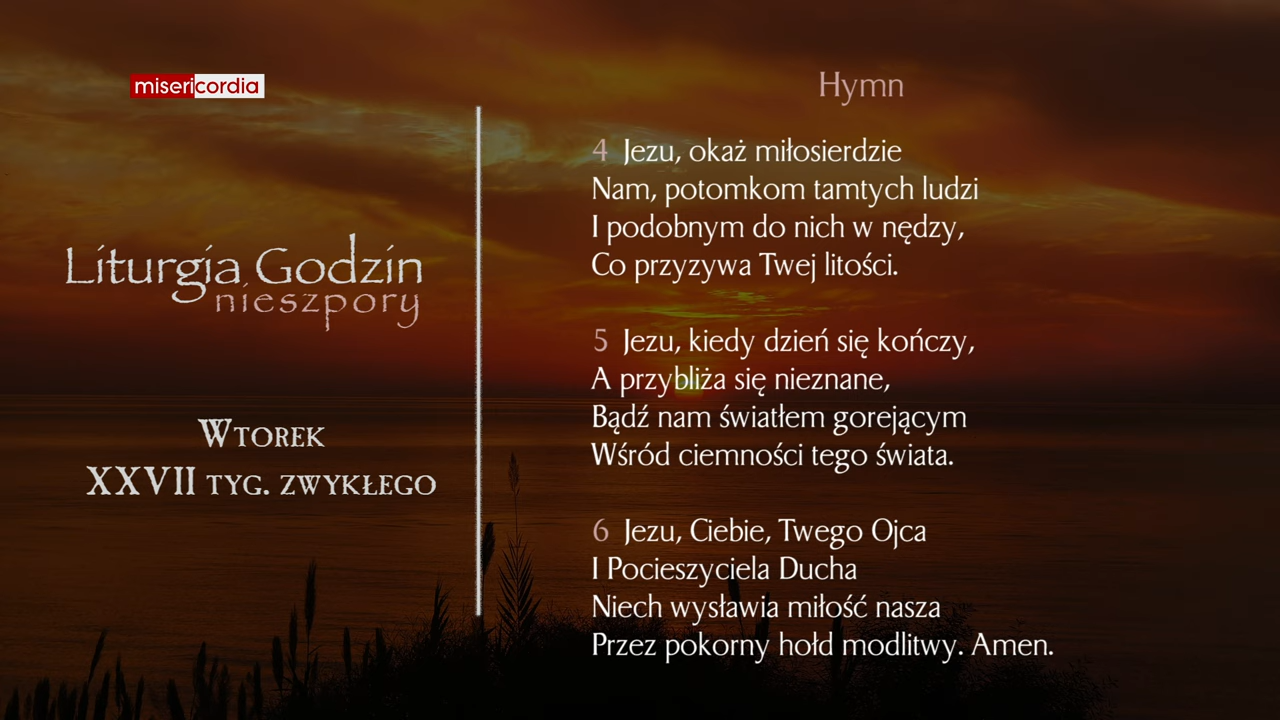 misericordia
Liturgia Godzin
nieszpory
Wtorek
XXVII tyg. zwykłego
Hymn
4 Jezu, okaż miłosierdzie
Nam, potomkom tamtych ludzi
I podobnym do nich w nędzy,
Co przyzywa Twej litości.
5 Jezu, kiedy dzień się kończy,
A przybliża się nieznane,
Bądź nam światłem gorejącym
Wśród ciemności tego świata.
6 Jezu, Ciebie, Twego Ojca
I Pocieszyciela Ducha
Niech wysławia miłość nasza
Przez pokorny hołd modlitwy. Amen.